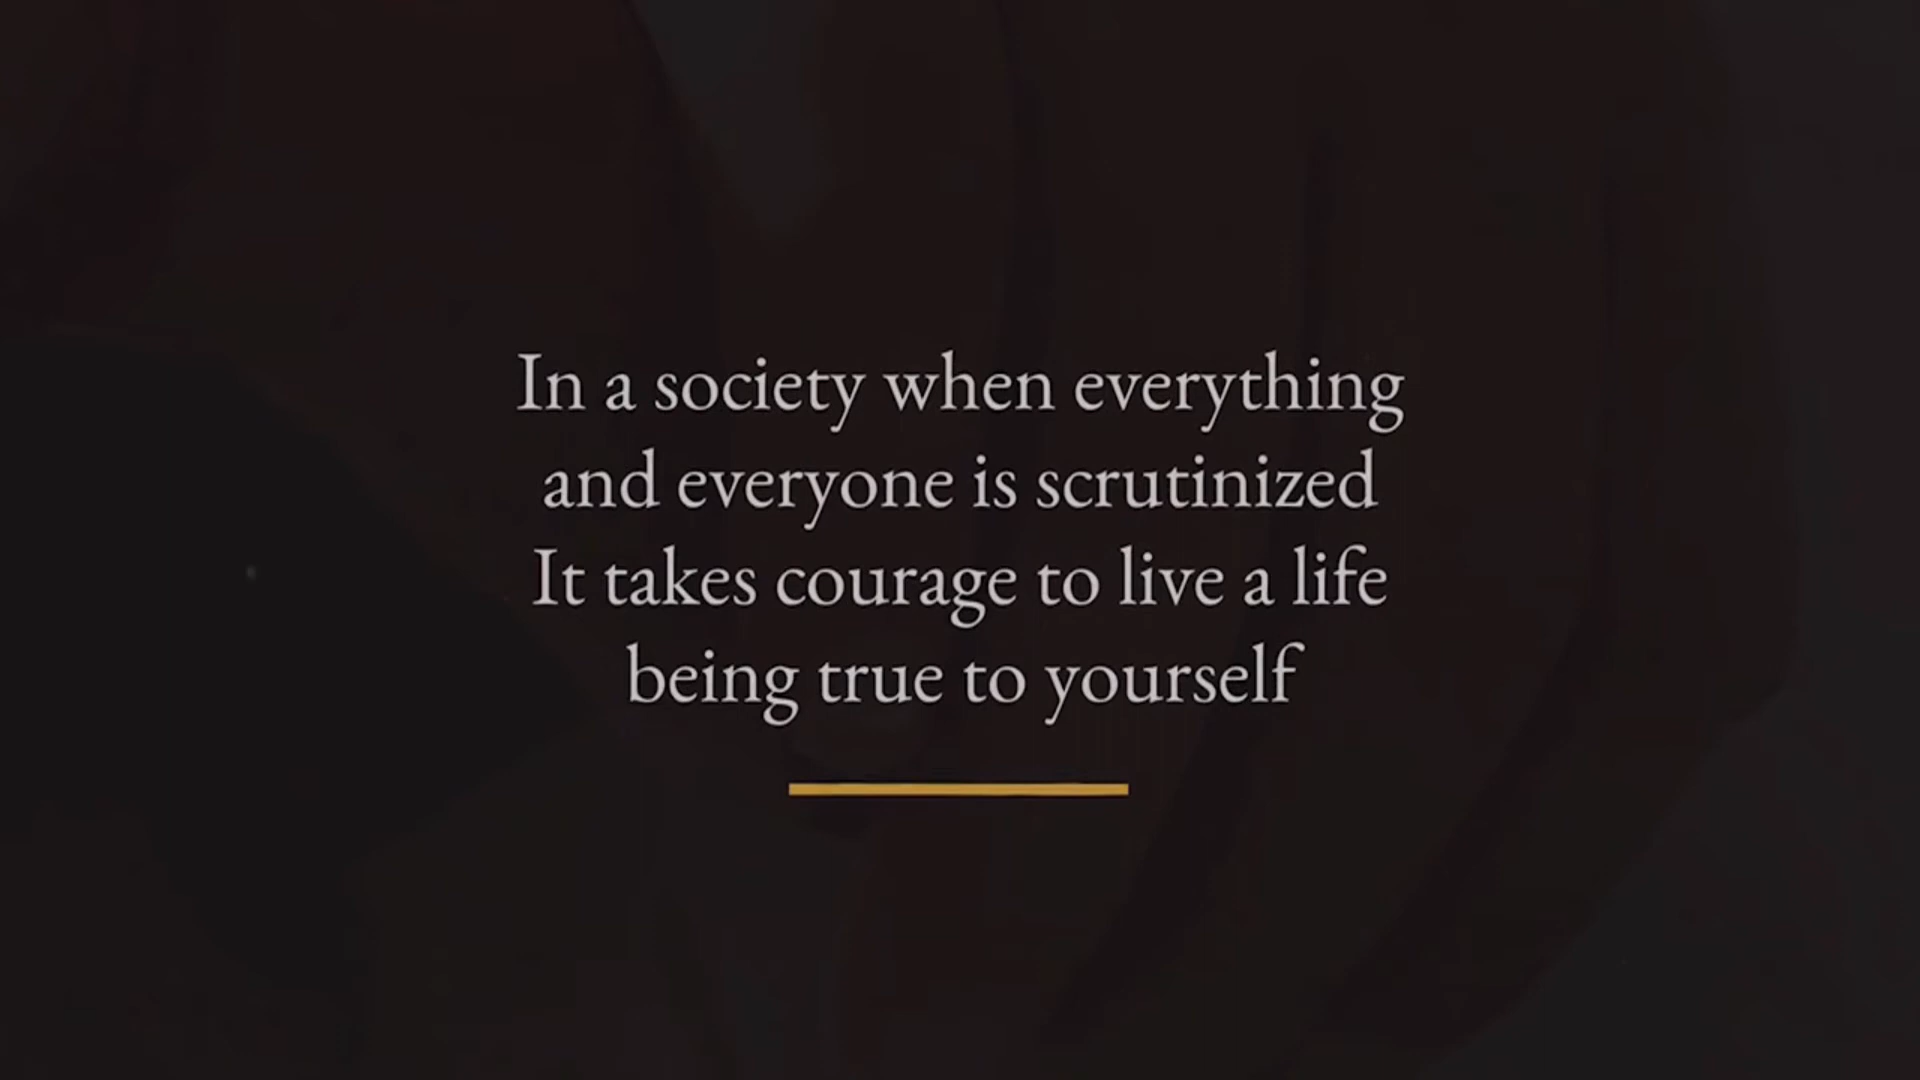 In a society when everything
and everyone is scrutinized
It takes courage to live a life
being true to yourself